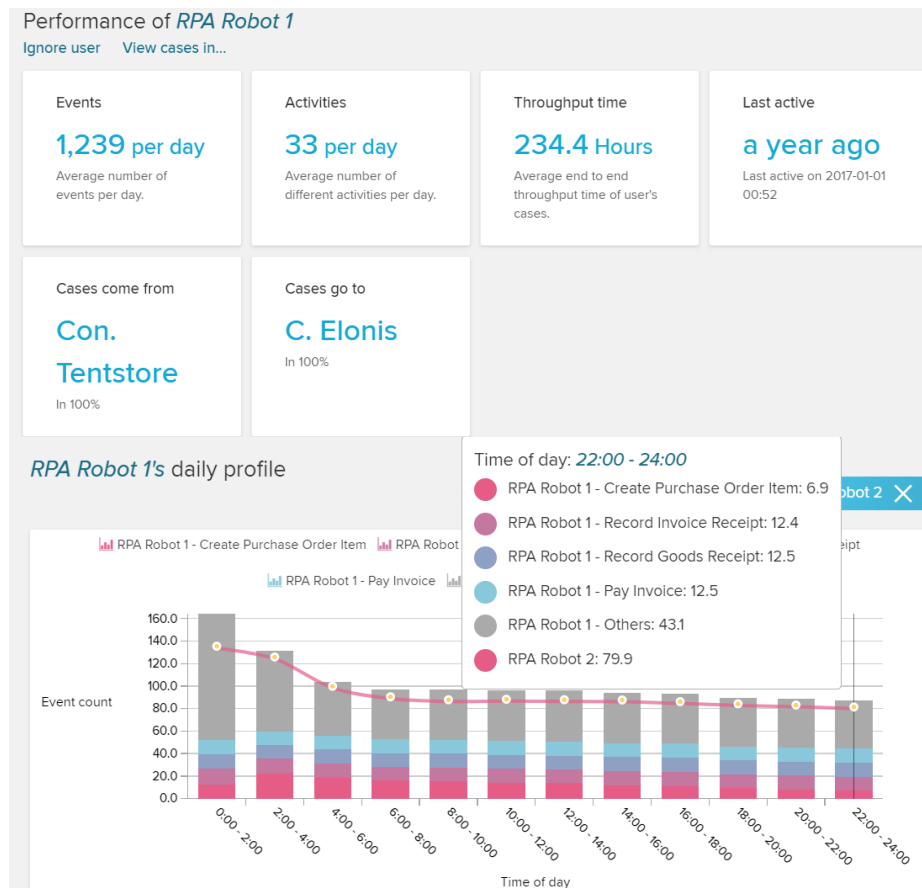 Performance of RPA Robot 1
Ignore user View cases in...
Events
1,239 per day
Average number of
events per day.
Activities
33 per day
Average number of
different activities per day.
Throughput time
234.4 Hours
Average end to end
throughput time of user's
cases.
Last active
a year ago
Last active on 2017-01-01
00:52
Cases come from
Con.
Tentstore
In 100%
Cases go to
C. Elonis
In 100%
RPA Robot 1's daily profile
Time of day: 22:00 - 24:00
RPA Robot 1 - Create Purchase Order Item: 6.9
RPA Robot 1 - Record Invoice Receipt: 12.4
RPA Robot 1 - Record Goods Receipt: 12.5
RPA Robot 1 - Pay Invoice: 12.5
RPA Robot 1 - Others: 43.1
RPA Robot 2: 79.9
obot 2
RPA Robot 1 - Create Purchase Order Item RPA Robot
ipt
RPA Robot 1 - Pay Invoice
160.0
140.0
120.0
100.0
80.0
60.0
40.0
20.0
0.0
Event count
0:00 - 2:00
2:00 - 4:00
4:00 - 6:00
6:00 - 8:00
8:00 - 10:00
10:00 - 12:00
12:00 - 14:00
14:00 - 16:00
16:00 - 18:00
18:00 - 20:00
20:00 - 22:00
22:00 - 24:00
Time of day